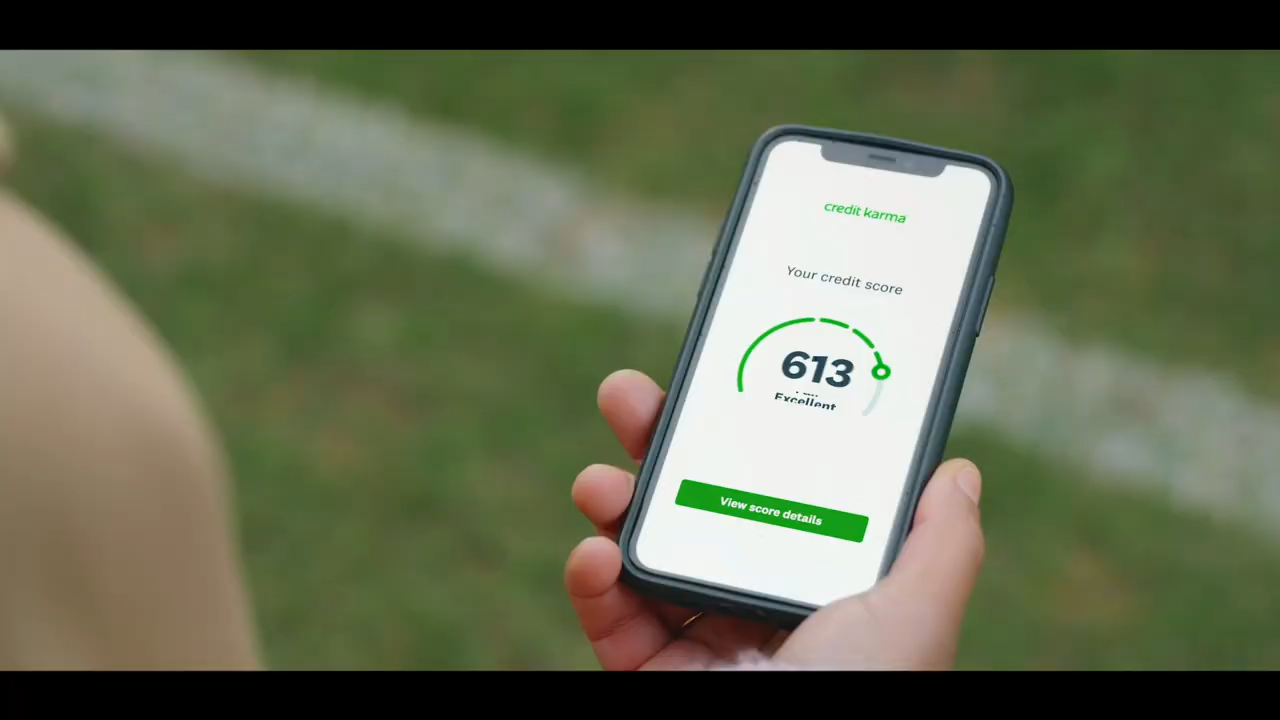 credit karma
Your credit score
613
Excellent
View score details